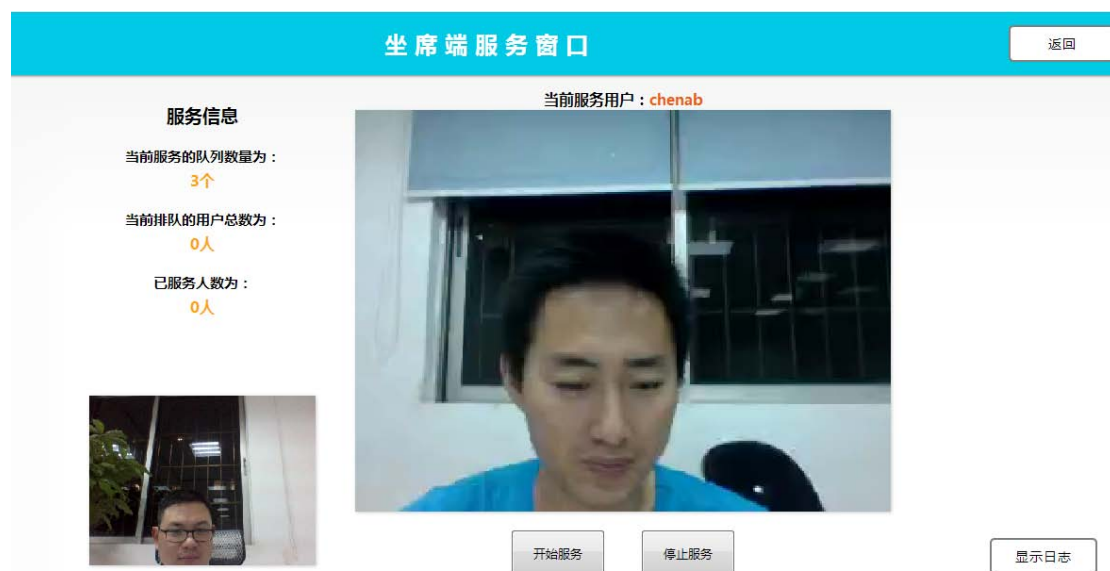 坐席端服务窗口
返回
当前服务用户：chenab
服务信息
当前服务的队列数量为：
3个
当前排队的用户总数为：
0人
已服务人数为：
0人
开始服务
停止服务
显示日志